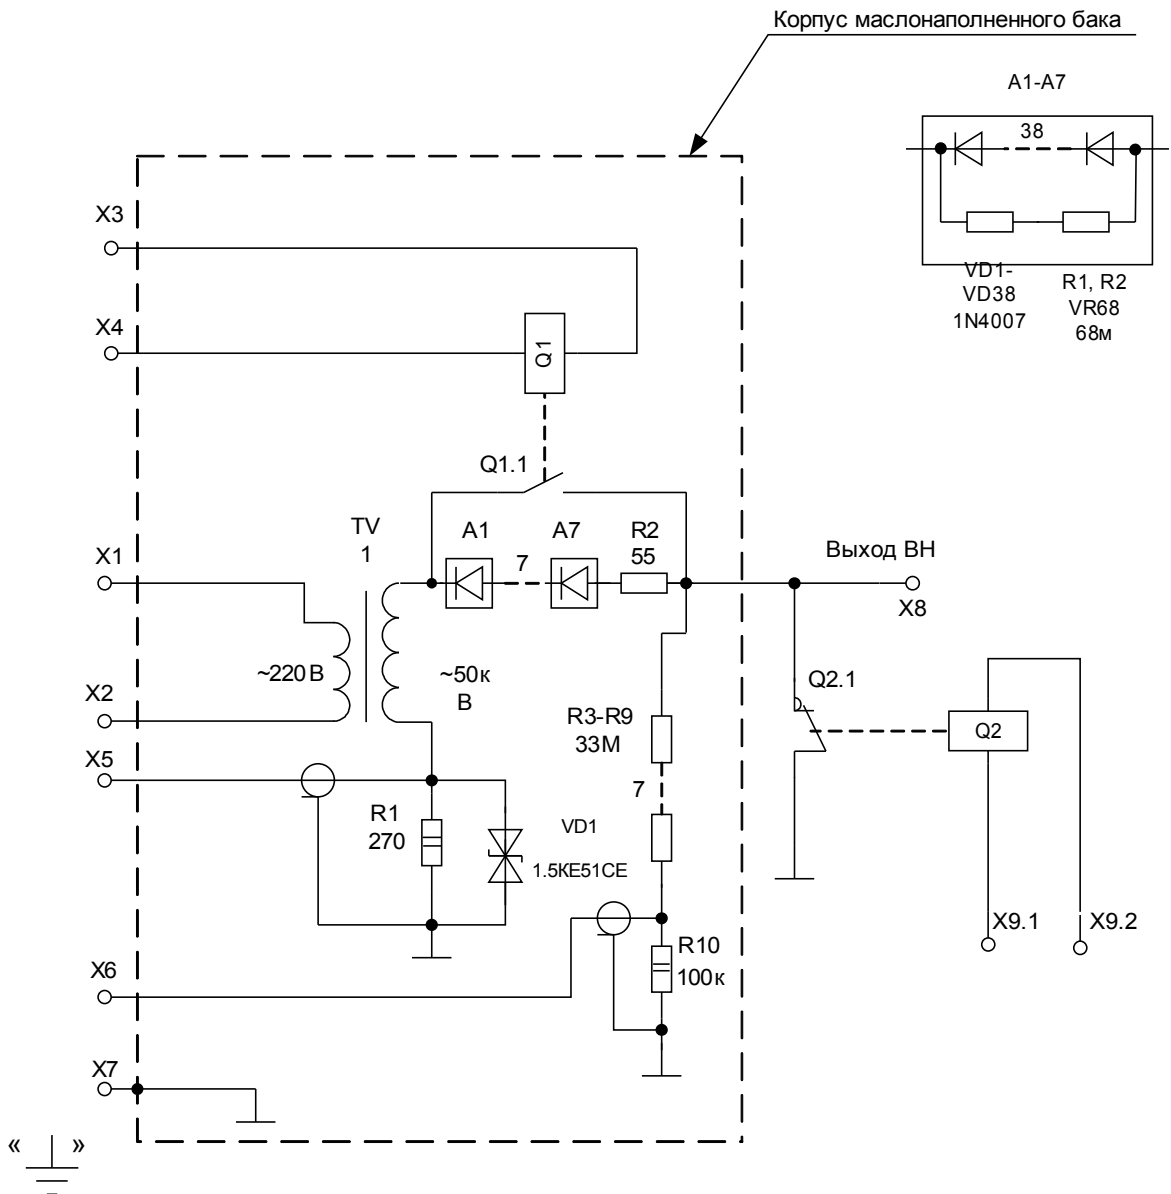 Корпус маслонаполненного бака
A1-A7
38
VD1-
VD38
1N4007
R1, R2
VR68
68м
X3
X4
Q1
Q1.1
TV
1
A1
7
A7
R2
55
X1
Выход ВН
X8
~220 В
~50к
В
X2
X5
R3-R9
33М
7
Q2.1
Q2
R1
270
VD1
1.5КЕ51СЕ
X9.1
X9.2
X6
R10
100к
X7
« »